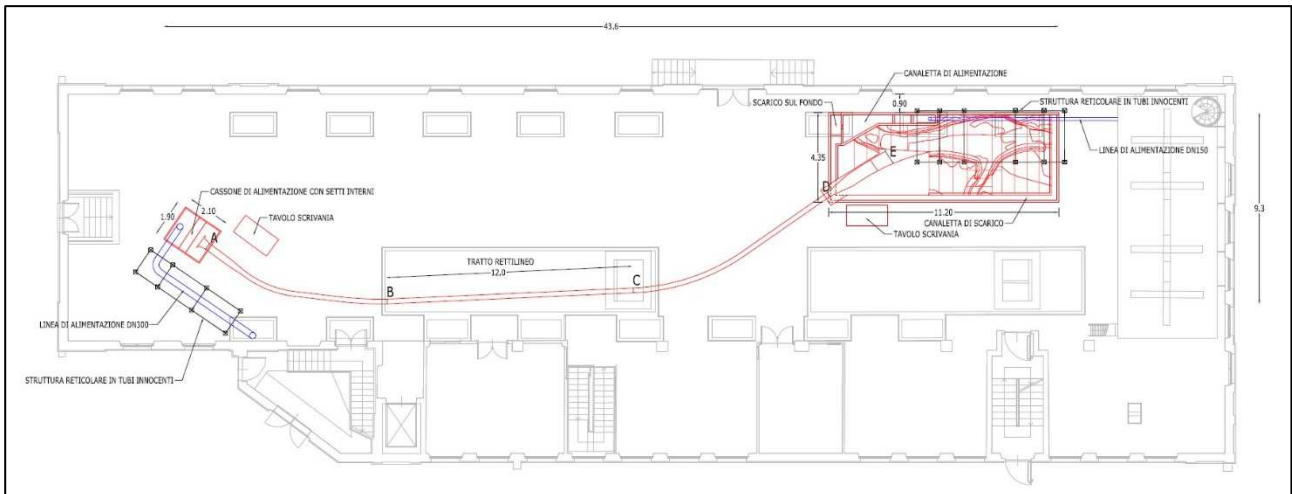 43.6
CANALETTA DI ALIMENTAZIONE
0.90
STRUTTURA RETICOLARE IN TUBI INNOCENTI
SCARICO SUL FONDO
LINEA DI ALIMENTAZIONE DN150
4.35
E
D
9.3
CASSONE DI ALIMENTAZIONE CON SETTI INTERNI
1.90
2.10
TAVOLO SCRIVANIA
A
11.20
CANALETTA DI SCARICO
TAVOLO SCRIVANIA
TRATTO RETTILINEO
12.0
B
C
LINEA DI ALIMENTAZIONE DN300
STRUTTURA RETICOLARE IN TUBI INNOCENTI